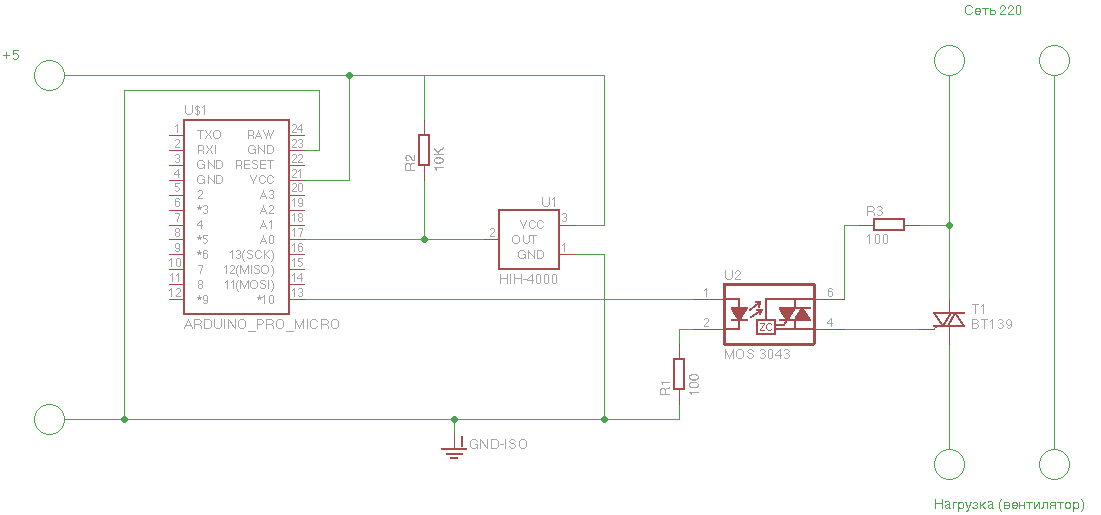 Сеть 220
+5
U$1
1 TXO RAW 24
2 RXI GND 23
3 GND RESET 22
4 GND VCC 21
5 2 A3 20
6 *3 A2 19
7 4 A1 18
8 *5 A0 17
9 *6 13(SCK) 16
10 7 12(MISO) 15
11 8 11(MOSI) 14
12 *9 *10 13
ARDUINO_PRO_MICRO
R2
10K
U1
VCC 3
2 OUT
GND 1
HIH-4000
R3
100
U2
1 6
ZC
2 4
MOS 3043
T1
BT139
R1
100
GND-ISO
Нагрузка (вентилятор)